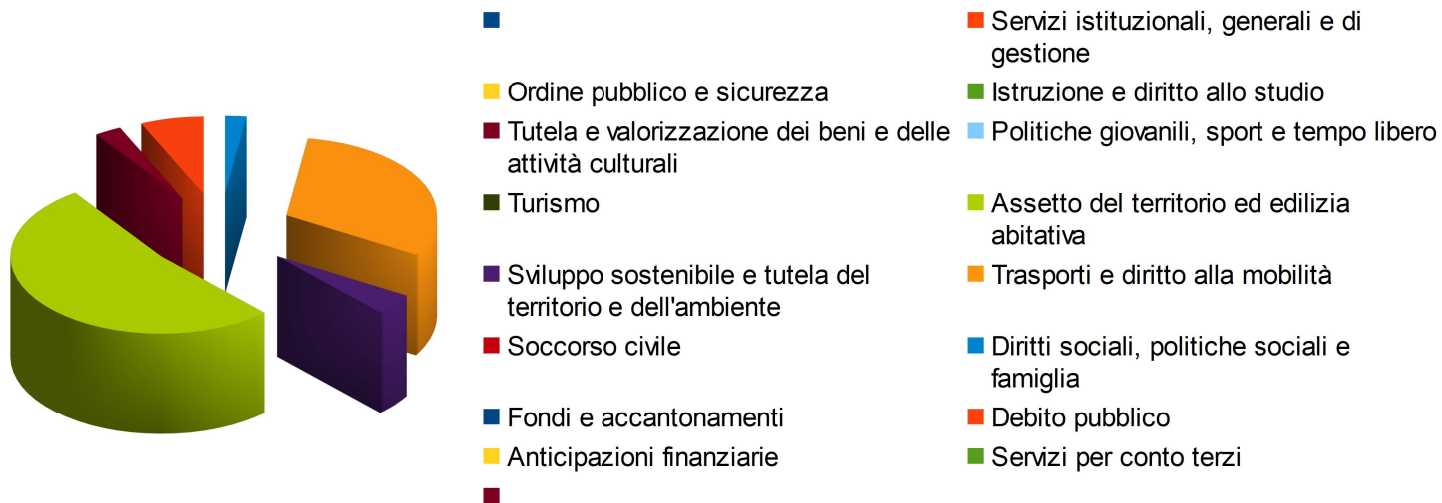 Servizi istituzionali, generali e di
gestione
Ordine pubblico e sicurezza
Istruzione e diritto allo studio
Tutela e valorizzazione dei beni e delle
attività culturali
Politiche giovanili, sport e tempo libero
Turismo
Assetto del territorio ed edilizia
abitativa
Sviluppo sostenibile e tutela del
territorio e dell'ambiente
Trasporti e diritto alla mobilità
Soccorso civile
Diritti sociali, politiche sociali e
famiglia
Fondi e accantonamenti
Debito pubblico
Anticipazioni finanziarie
Servizi per conto terzi